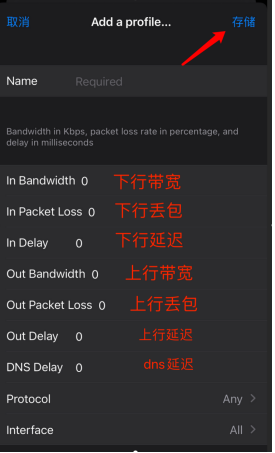 取消 Add a profile... 存储
Name Required
Bandwidth in Kbps, packet loss rate in percentage, and
delay in milliseconds
In Bandwidth 0 下行带宽
In Packet Loss 0 下行丢包
In Delay 0 下行延迟
Out Bandwidth 0 上行带宽
Out Packet Loss 0 上行丢包
Out Delay 0 上行延迟
DNS Delay 0 dns延迟
Protocol Any >
Interface All >